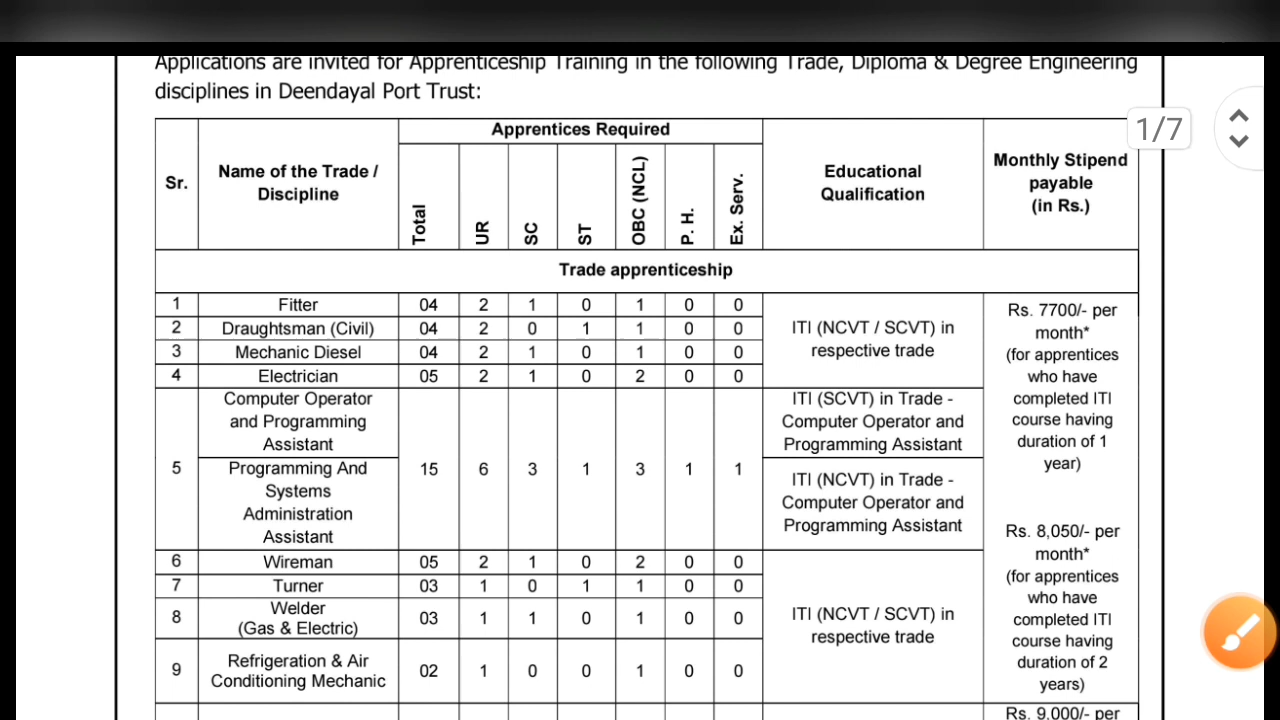 Applications are invited for Apprenticeship Training in the following Trade, Diploma & Degree Engineering
disciplines in Deendayal Port Trust:
1/7
Sr.
Name of the Trade /
Discipline
Apprentices Required
Total
UR
SC
ST
OBC (NCL)
P. H.
Ex. Serv.
Educational
Qualification
Monthly Stipend
payable
(in Rs.)
Trade apprenticeship
1 Fitter 04 2 1 0 1 0 0
2 Draughtsman (Civil) 04 2 0 1 1 0 0
3 Mechanic Diesel 04 2 1 0 1 0 0
4 Electrician 05 2 1 0 2 0 0
ITI (NCVT / SCVT) in
respective trade
5
Computer Operator
and Programming
Assistant
Programming And
Systems
Administration
Assistant
15 6 3 1 3 1 1
ITI (SCVT) in Trade -
Computer Operator and
Programming Assistant
ITI (NCVT) in Trade -
Computer Operator and
Programming Assistant
6 Wireman 05 2 1 0 2 0 0
7 Turner 03 1 0 1 1 0 0
8 Welder
(Gas & Electric) 03 1 1 0 1 0 0
9 Refrigeration & Air
Conditioning Mechanic 02 1 0 0 1 0 0
ITI (NCVT / SCVT) in
respective trade
Rs. 7700/- per
month*
(for apprentices
who have
completed ITI
course having
duration of 1
year)
Rs. 8,050/- per
month*
(for apprentices
who have
completed ITI
course having
duration of 2
years)
Rs. 9,000/- per